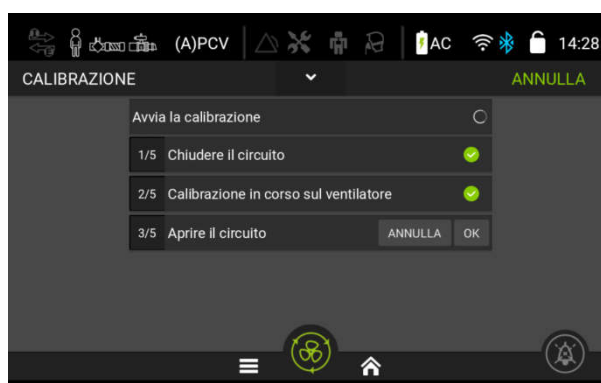 (A)PCV AC 14:28
CALIBRAZIONE ANNULLA
Avvia la calibrazione
1/5 Chiudere il circuito
2/5 Calibrazione in corso sul ventilatore
3/5 Aprire il circuito ANNULLA OK